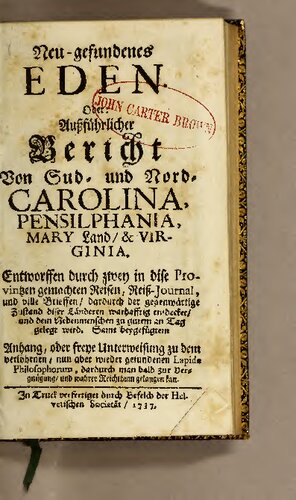 Neu-gefundenes
EDEN.
Oder
JOHN CARTER BROWN
Außführlicher
Bericht
Von Sud- und Nord-
CAROLINA,
PENSILPHANIA,
MARY Land/ & VIR-
GINIA.
Entworffen durch zwey in dise Pro-
vintzen gemachten Reisen, Reiß-Journal,
und ville Brieffen/ dardurch der gegenwärtige
Zustand diser Länderen warhafftig entdecket/
und dem Nebenmenschen zu gutem an Tag
gelegt wird. Samt beygefügtem
Anhang, oder freye Unterweisung zu dem
verlohrnen/ nun aber wieder gefundenen Lapide
Philosophorum, dardurch man bald zur Ver-
gnügung/ und wahrer Reichthum gelangen kan.
In Truck verfertiget durch Befelch der Hel-
vetischen Societät/ 1737.